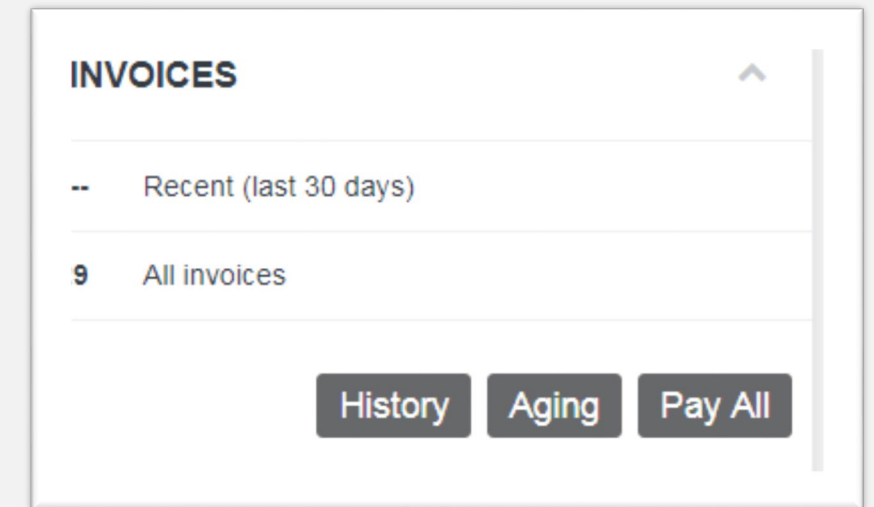 INVOICES
-- Recent (last 30 days)
9 All invoices
History Aging Pay All